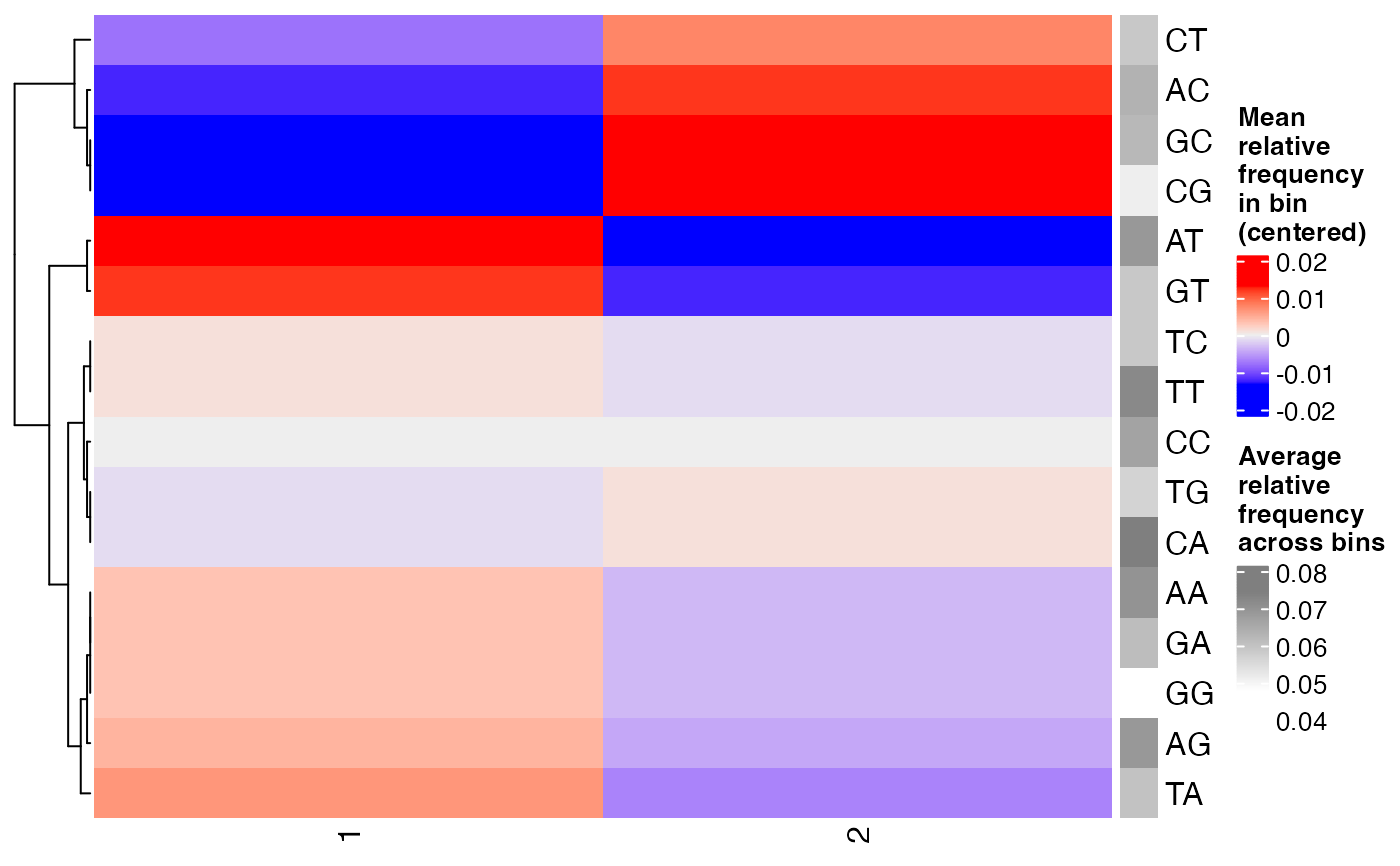 CT
AC
GC
CG
AT
GT
TC
TT
CC
TG
CA
AA
GA
GG
AG
TA
1
2
Mean
relative
frequency
in bin
(centered)
0.02
0.01
0
-0.01
-0.02
Average
relative
frequency
across bins
0.08
0.07
0.06
0.05
0.04